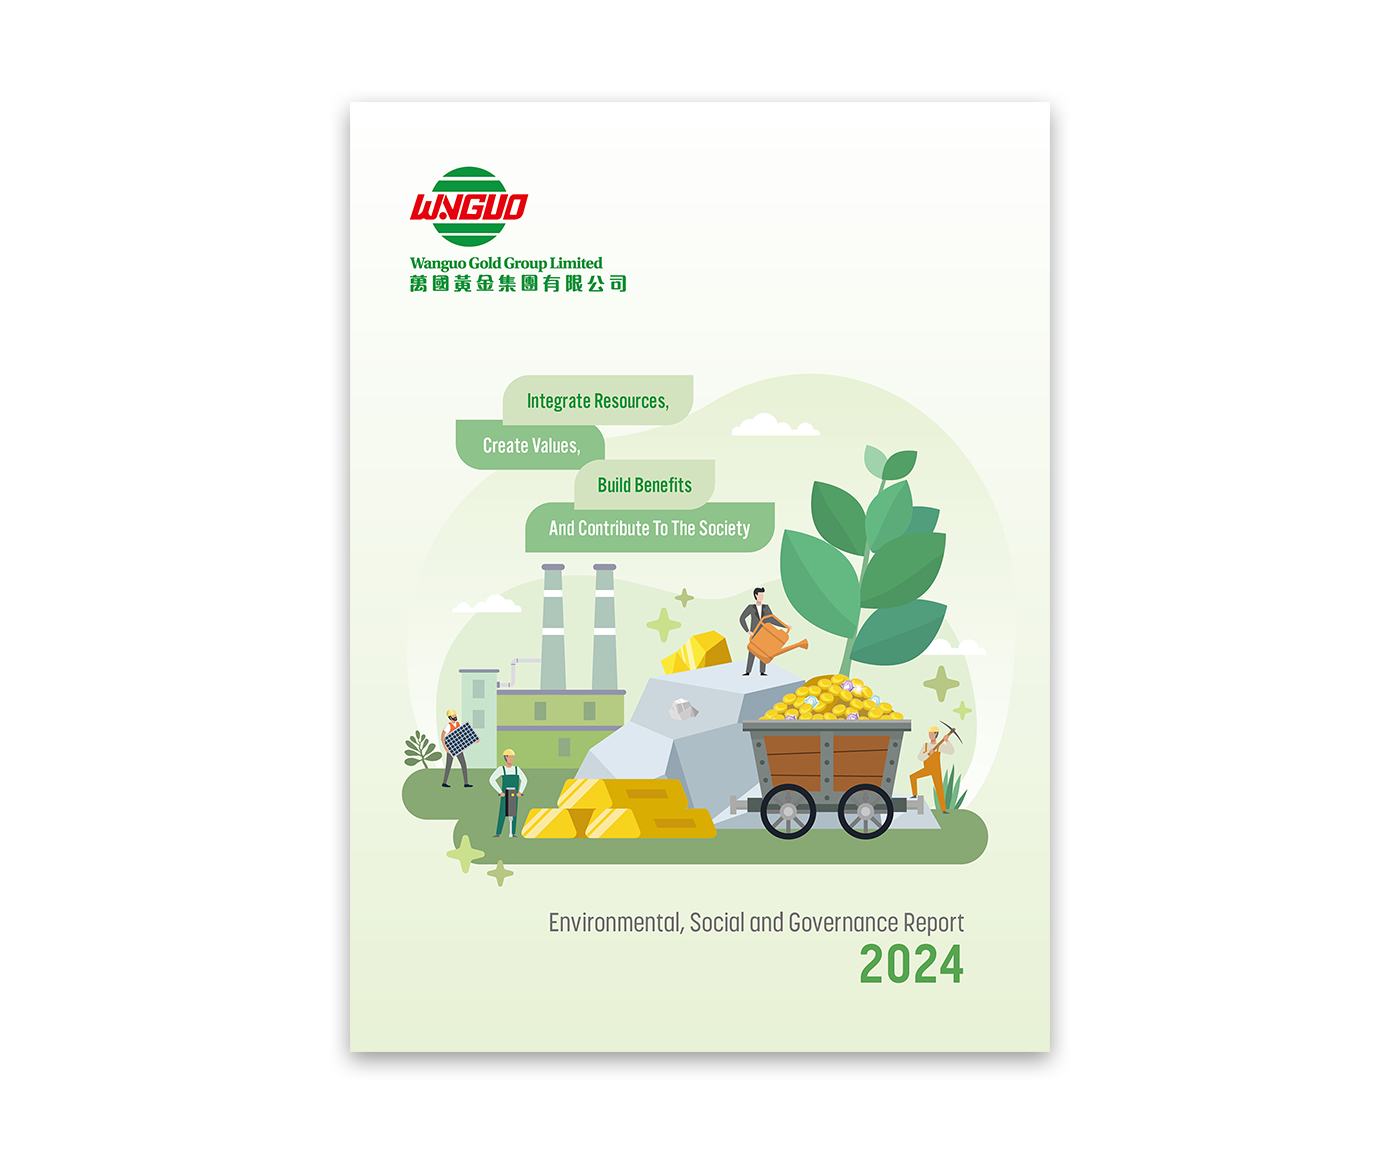 WANGUO
Wanguo Gold Group Limited
萬國黃金集團有限公司
Integrate Resources,
Create Values,
Build Benefits
And Contribute To The Society
Environmental, Social and Governance Report
2024